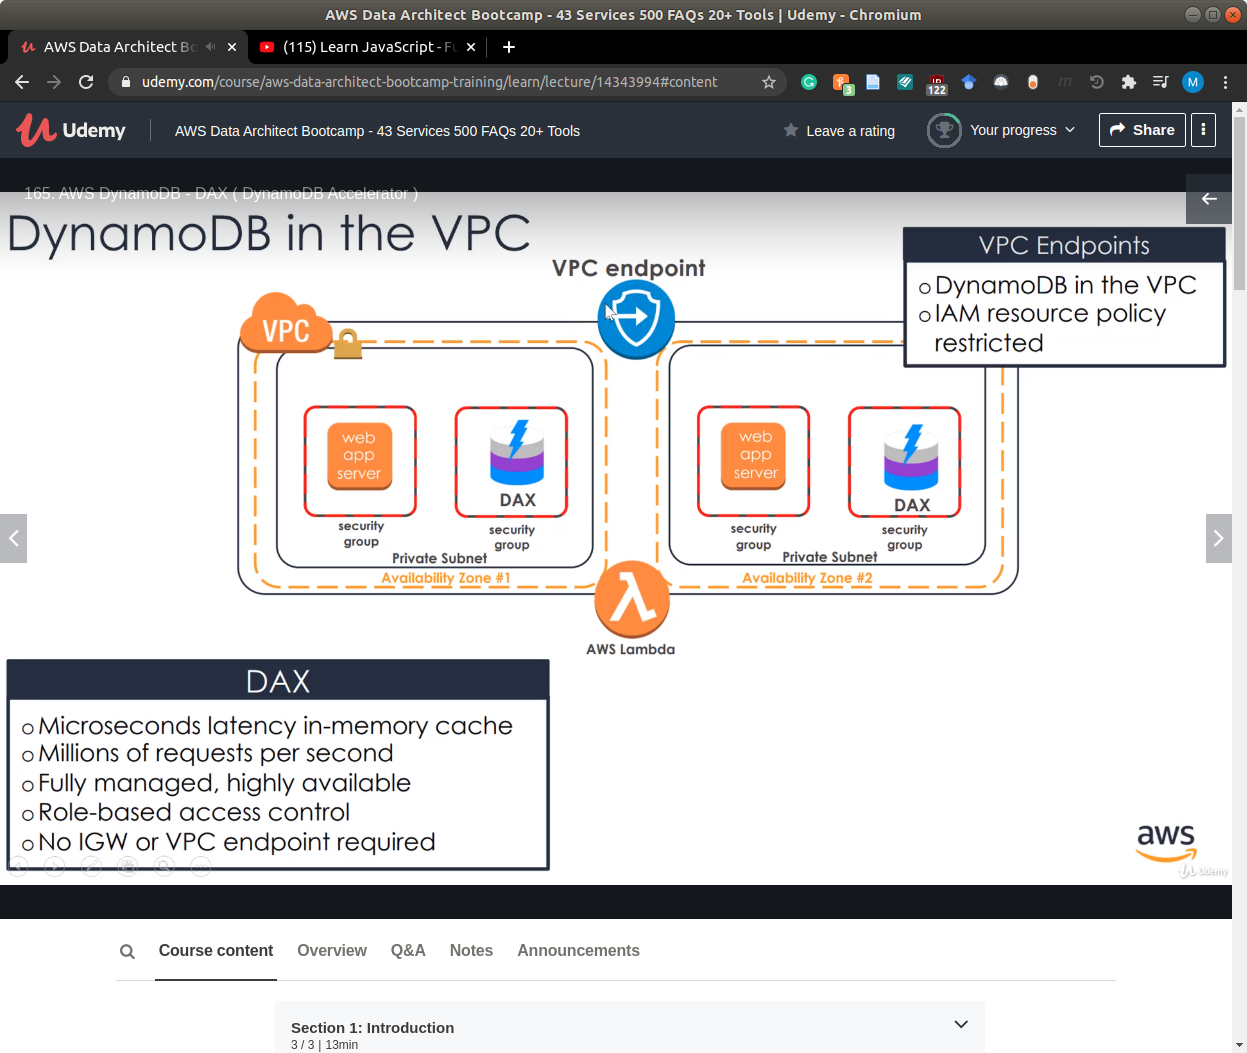 AWS Data Architect Bootcamp - 43 Services 500 FAQs 20+ Tools | Udemy - Chromium
AWS Data Architect Bo
(115) Learn JavaScript - Fu
udemy.com/course/aws-data-architect-bootcamp-training/learn/lecture/14343994#content
3
122
M
Udemy
AWS Data Architect Bootcamp - 43 Services 500 FAQs 20+ Tools
Leave a rating
Your progress
Share
165. AWS DynamoDB - DAX ( DynamoDB Accelerator )
DynamoDB in the VPC
VPC Endpoints
DynamoDB in the VPC
IAM resource policy
restricted
VPC endpoint
VPC
web
app
server
DAX
security
group
security
group
Private Subnet
Availability Zone #1
web
app
server
DAX
security
group
security
group
Private Subnet
Availability Zone #2
AWS Lambda
DAX
Microseconds latency in-memory cache
Millions of requests per second
Fully managed, highly available
Role-based access control
No IGW or VPC endpoint required
aws
Udemy
Course content
Overview
Q&A
Notes
Announcements
Section 1: Introduction
3 / 3 | 13min